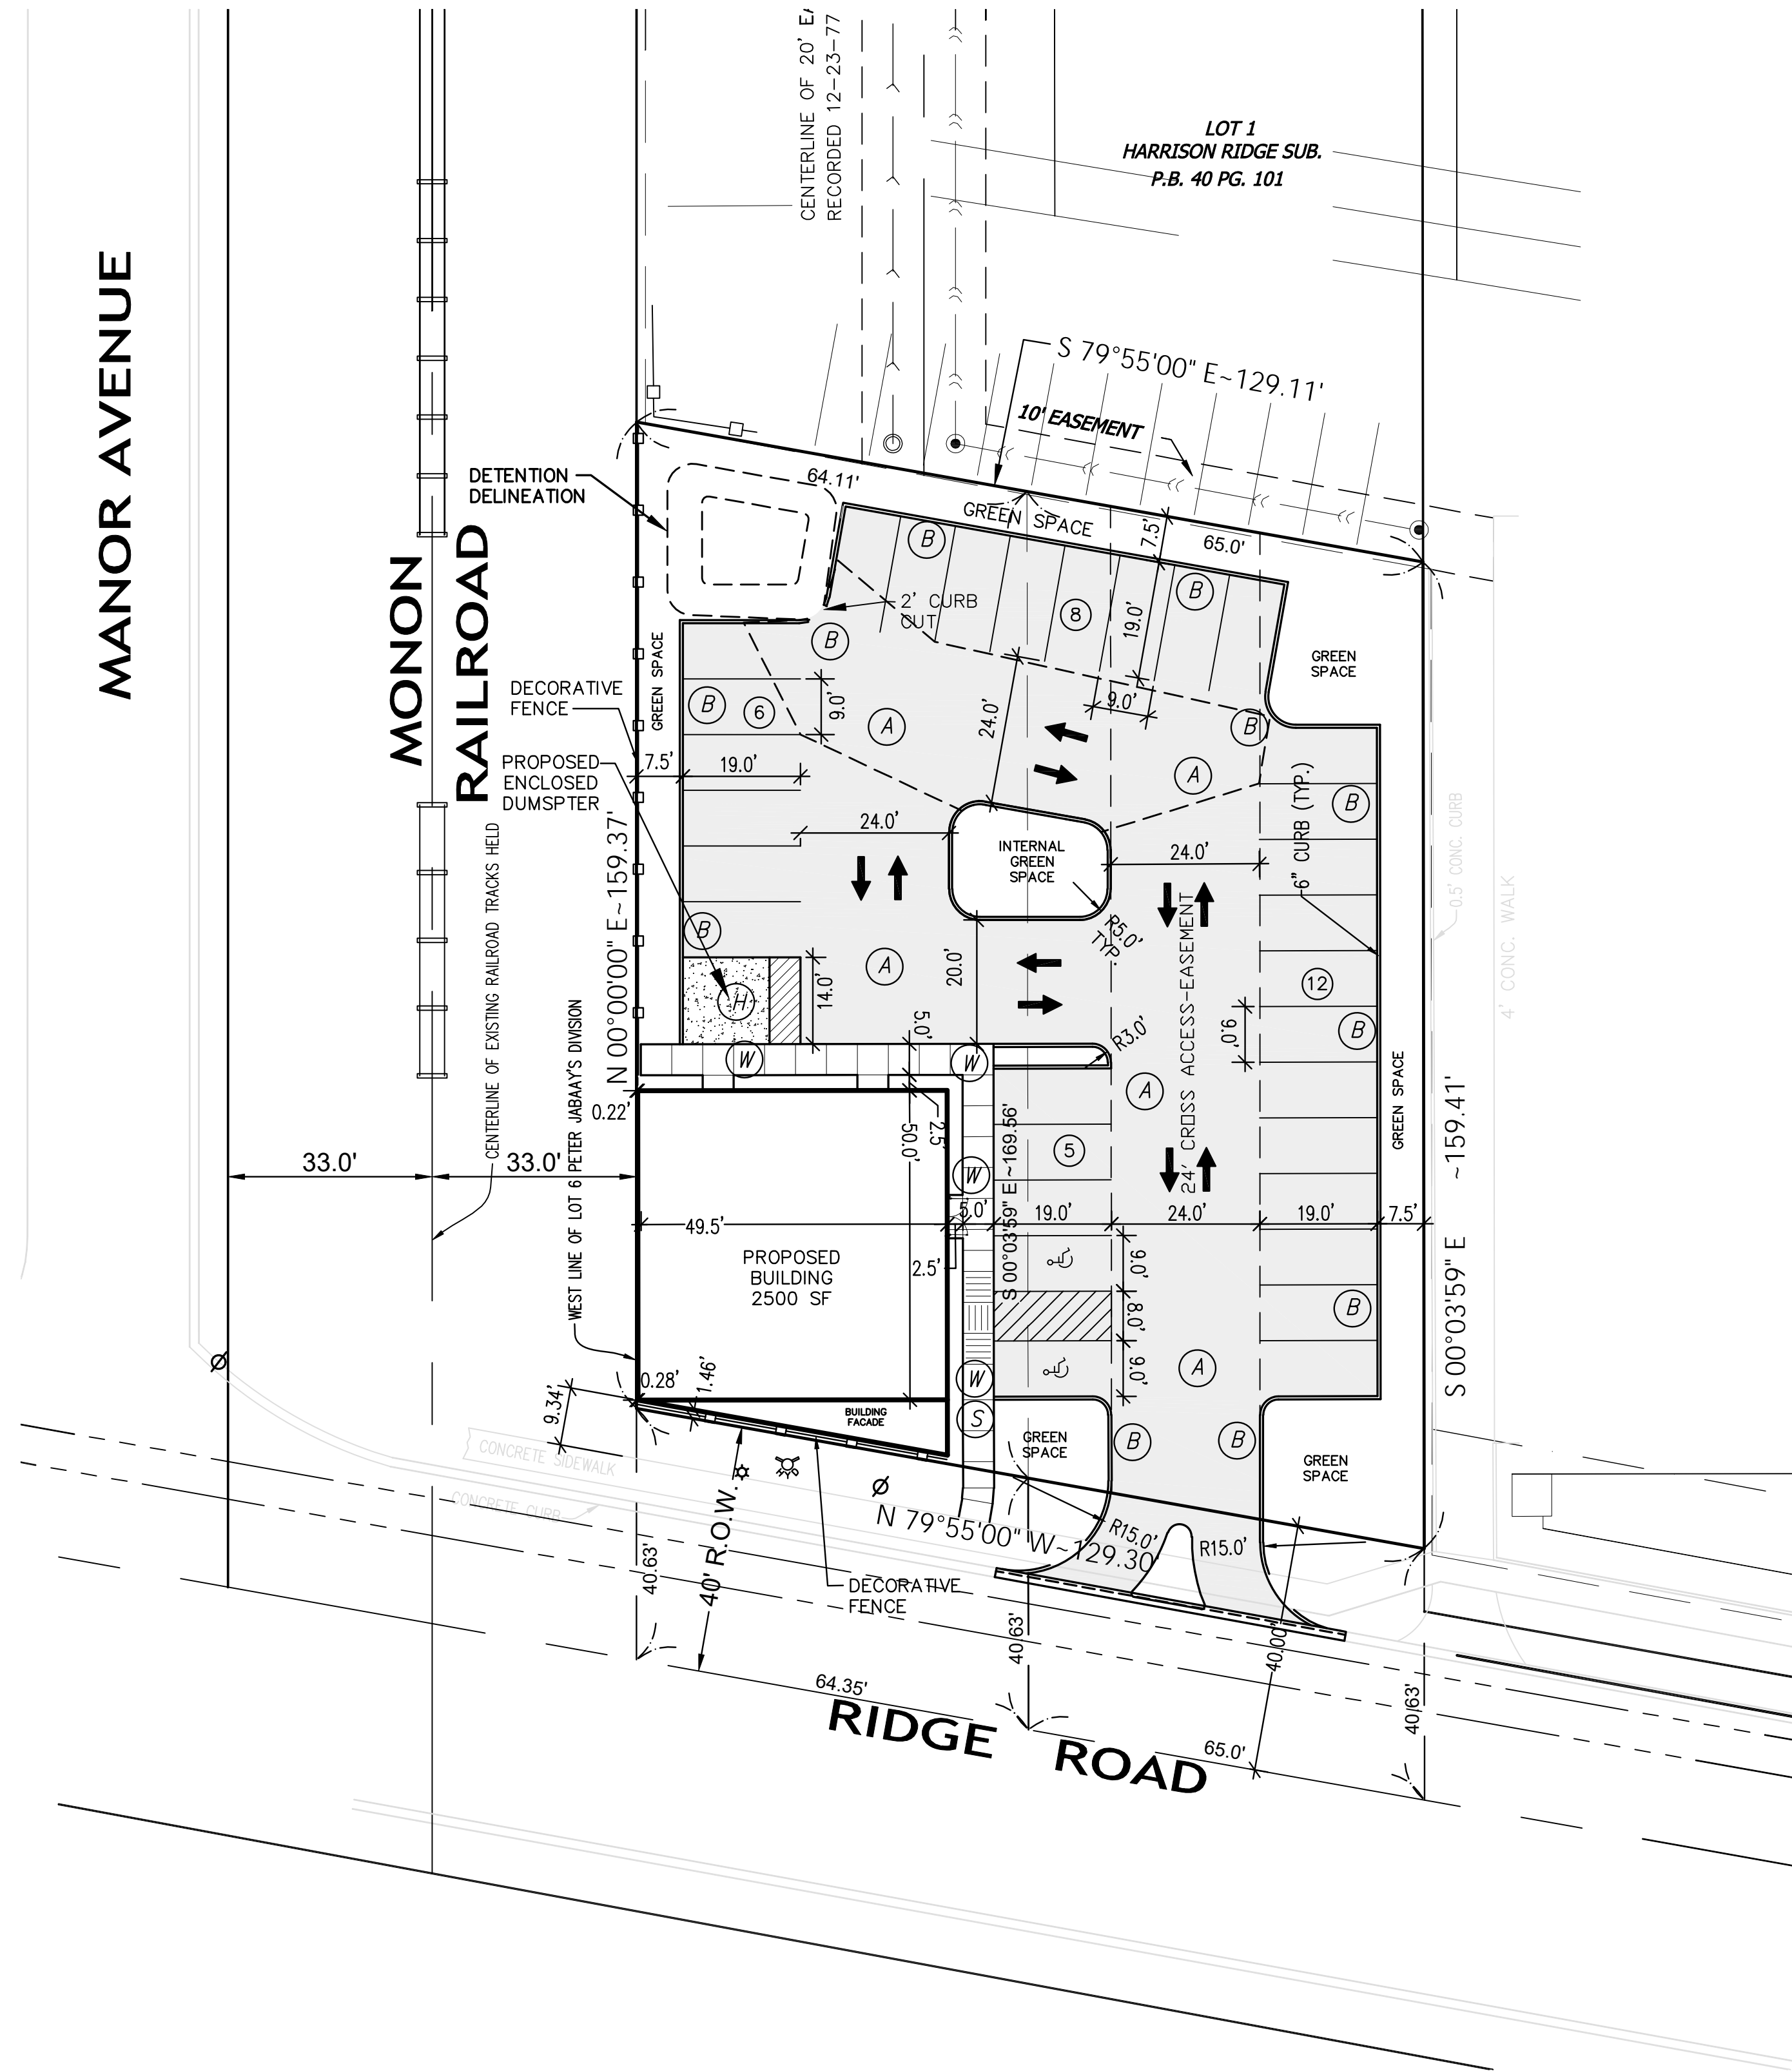 CENTERLINE OF 20' EA
RECORDED 12-23-77
LOT 1
HARRISON RIDGE SUB.
P.B. 40 PG. 101
MANOR AVENUE
MONON
RAILROAD
S 79°55'00" E~129.11'
10' EASEMENT
DETENTION
DELINEATION
64.11'
GREEN SPACE
7.5'
65.0'
B
B
2' CURB
CUT
8
19.0'
B
GREEN
SPACE
GREEN SPACE
DECORATIVE
FENCE
B
6
9.0'
A
24.0'
9.0'
B
PROPOSED
ENCLOSED
DUMSPTER
7.5'
19.0'
A
6" CURB (TYP.)
B
24.0'
INTERNAL
GREEN
SPACE
24.0'
0.5' CONC. CURB
4' CONC. WALK
N 00°00'00" E~159.37'
CENTERLINE OF EXISTING RAILROAD TRACKS HELD
R5.0'
TYP.
B
A
20.0'
H
14.0'
12
5.0'
R3.0'
9.0'
B
W
W
24' CROSS ACCESS-EASEMENT
A
GREEN SPACE
0.22'
2.5'
50.0'
S 00°03'59" E~169.56'
5
S 00°03'59" E ~159.41'
33.0'
33.0'
WEST LINE OF LOT 6 PETER JABAAY'S DIVISION
W
49.5'
5.0'
19.0'
24.0'
19.0'
7.5'
PROPOSED
BUILDING
2500 SF
2.5'
9.0'
8.0'
9.0'
B
W
A
0.28'
1.46'
9.34'
BUILDING
FACADE
S
GREEN
SPACE
B
B
GREEN
SPACE
CONCRETE SIDEWALK
CONCRETE CURB
40' R.O.W.
N 79°55'00" W~129.30'
R15.0'
R15.0'
40.63'
DECORATIVE
FENCE
40.63'
40.00'
40.63'
64.35'
65.0'
RIDGE ROAD